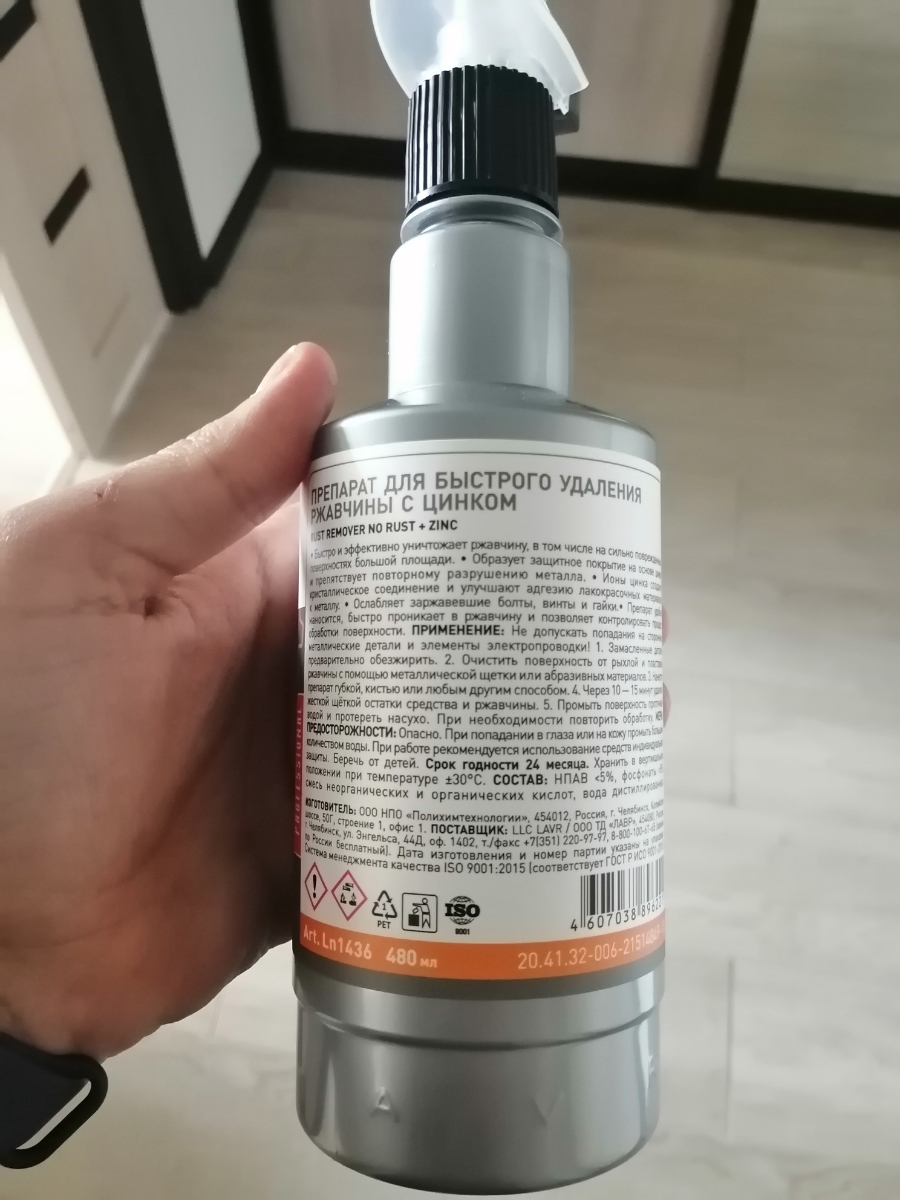 ПРЕПАРАТ ДЛЯ БЫСТРОГО УДАЛЕНИЯ
РЖАВЧИНЫ С ЦИНКОМ
RUST REMOVER NO RUST + ZINC
• Быстро и эффективно уничтожает ржавчину, в том числе на сильно
поверхностях большой площади. • Образует защитное покрытие на основе
и препятствует повторному разрушению металла. • Ионы цинка
кристаллическое соединение и улучшают адгезию лакокрасочных
к металлу. • Ослабляет заржавевшие болты, винты и гайки. • Препарат
наносится, быстро проникает в ржавчину и позволяет контролировать
обработки поверхности. ПРИМЕНЕНИЕ: Не допускать попадания на
металлические детали и элементы электропроводки! 1. Замасленные
предварительно обезжирить. 2. Очистить поверхность от рыхлой и
ржавчины с помощью металлической щетки или абразивных материалов. 3.
препарат губкой, кистью или любым другим способом. 4. Через 10 – 15 минут
жесткой щёткой остатки средства и ржавчины. 5. Промыть поверхность
водой и протереть насухо. При необходимости повторить обработку.
ПРЕДОСТОРОЖНОСТИ: Опасно. При попадании в глаза или на кожу промыть
количеством воды. При работе рекомендуется использование средств
защиты. Беречь от детей. Срок годности 24 месяца. Хранить в
положении при температуре ±30°C. СОСТАВ: НПАВ <5%, фосфонаты
смесь неорганических и органических кислот, вода
ИЗГОТОВИТЕЛЬ: ООО НПО «Полихимтехнологии», 454012, Россия, г. Челябинск,
шоссе, 50Г, строение 1, офис 1. ПОСТАВЩИК: LLC LAVR / ООО ТД «ЛАВР», 454080,
г. Челябинск, ул. Энгельса, 44Д, оф. 1402, т./факс +7(351) 220-97-97, 8-800-100-67-
по России бесплатный). Дата изготовления и номер партии указаны на
Система менеджмента качества ISO 9001:2015 (соответствует ГОСТ Р ИСО
PROFESSIONAL
1
PET
ISO
9001
4 607038
Art. Ln1436 480 мл
20.41.32-006-
A V